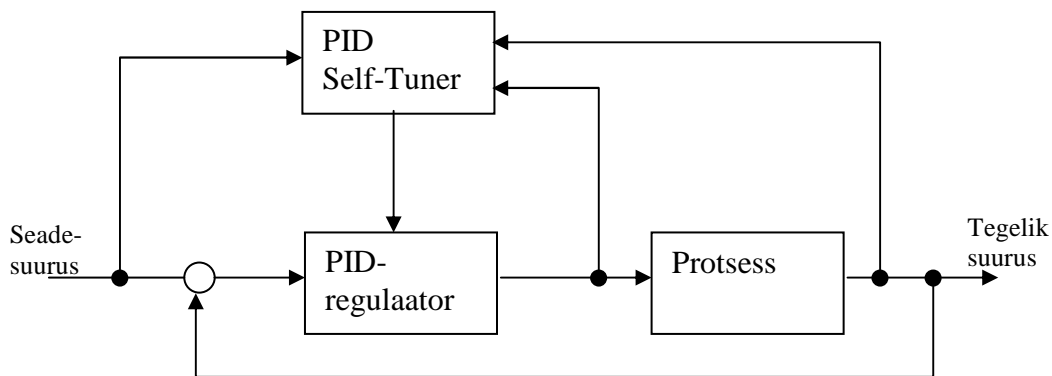 PID
Self-Tuner
Seade-
suurus
PID-
regulaator
Protsess
Tegelik
suurus